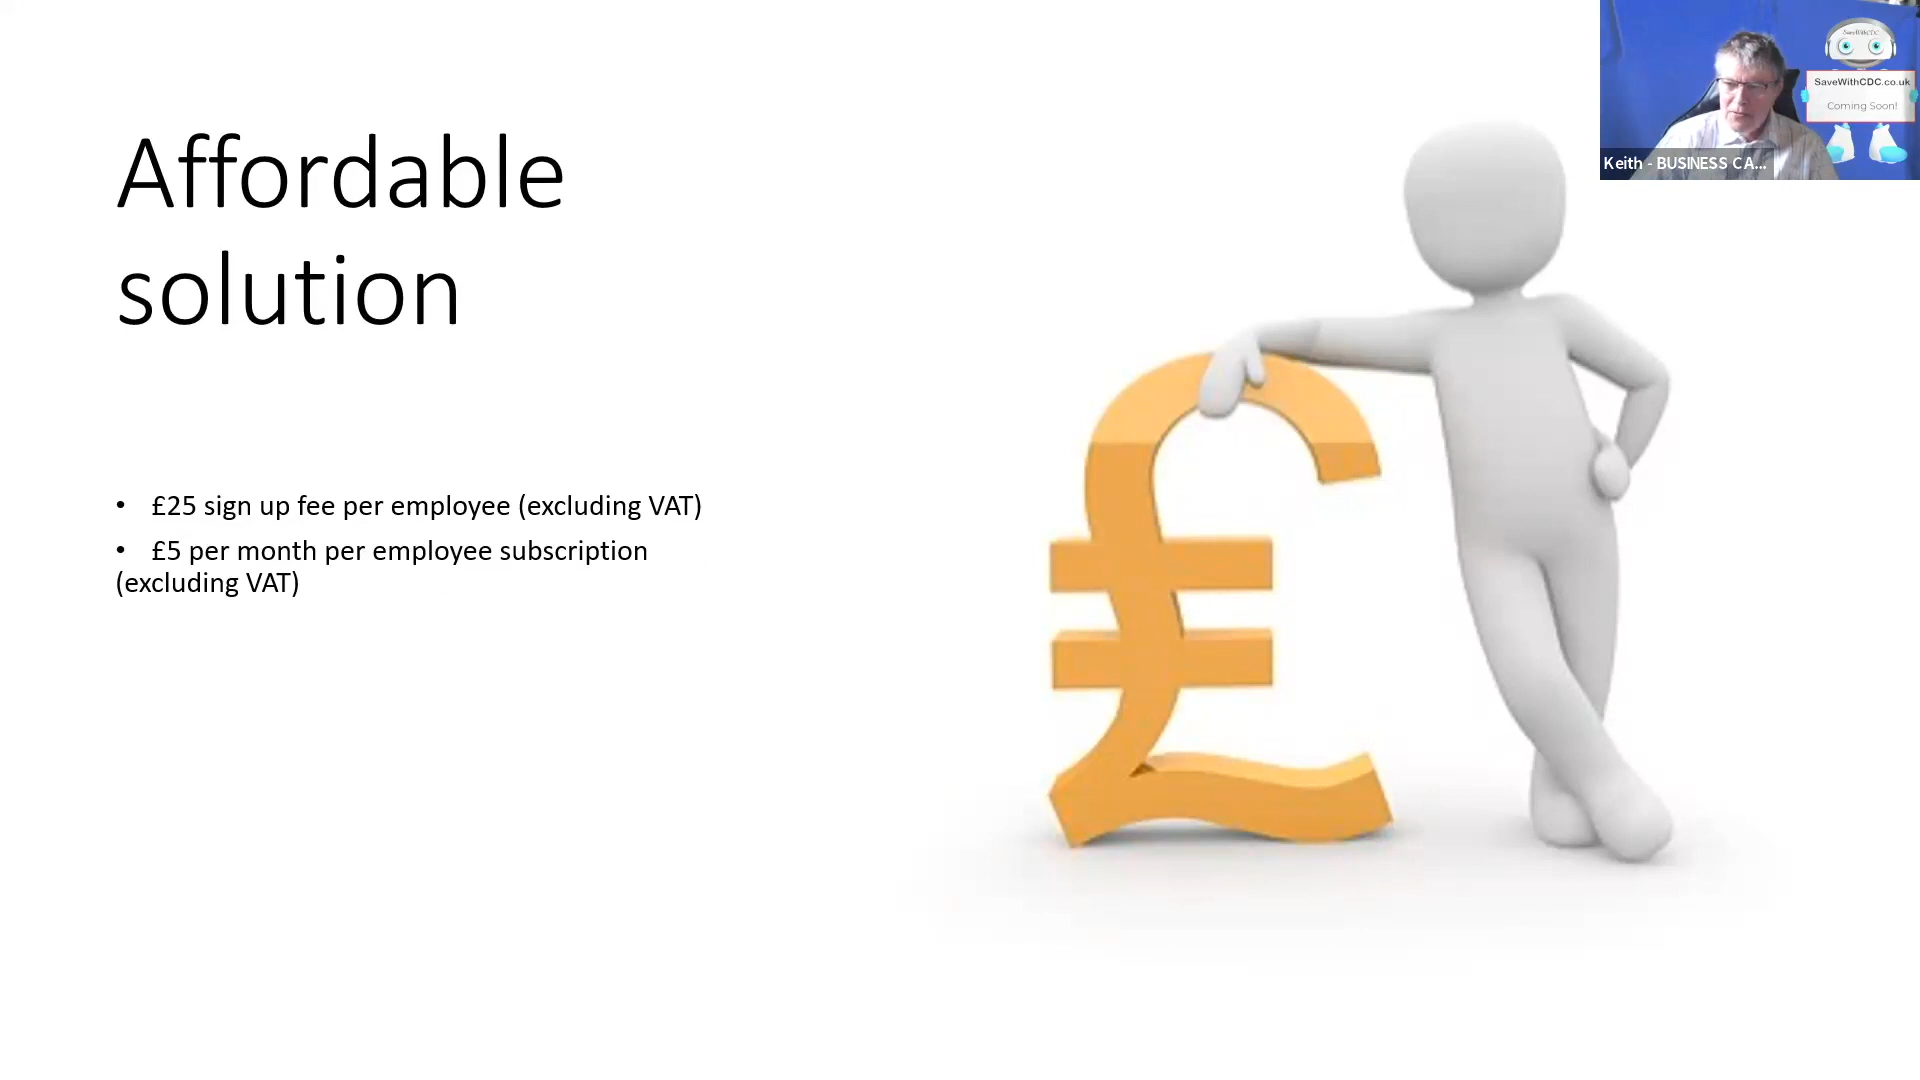 Affordable
solution
• £25 sign up fee per employee (excluding VAT)
• £5 per month per employee subscription
(excluding VAT)
SaveWithCDC
SaveWithCDC.co.uk
Coming Soon!
Keith - BUSINESS CA...